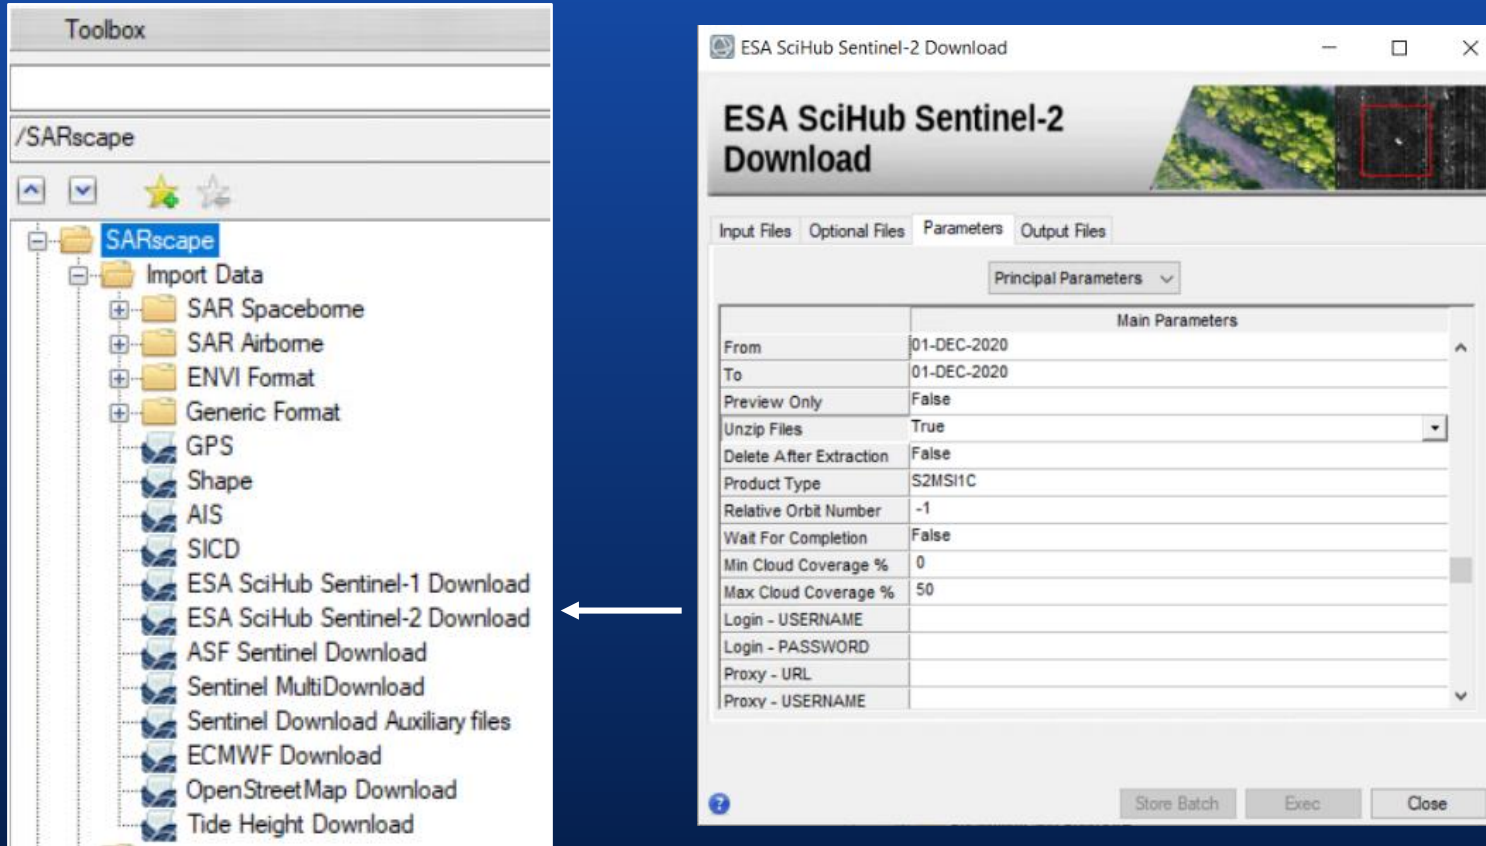 Toolbox
/SARscape
SARscape
Import Data
SAR Spaceborne
SAR Airborne
ENVI Format
Generic Format
GPS
Shape
AIS
SICD
ESA SciHub Sentinel-1 Download
ESA SciHub Sentinel-2 Download
ASF Sentinel Download
Sentinel MultiDownload
Sentinel Download Auxiliary files
ECMWF Download
OpenStreetMap Download
Tide Height Download
ESA SciHub Sentinel-2 Download
ESA SciHub Sentinel-2
Download
Input Files Optional Files Parameters Output Files
Principal Parameters
Main Parameters
From 01-DEC-2020
To 01-DEC-2020
Preview Only False
Unzip Files True
Delete After Extraction False
Product Type S2MSI1C
Relative Orbit Number -1
Wait For Completion False
Min Cloud Coverage % 0
Max Cloud Coverage % 50
Login - USERNAME
Login - PASSWORD
Proxy - URL
Proxy - USERNAME
Store Batch Exec Close